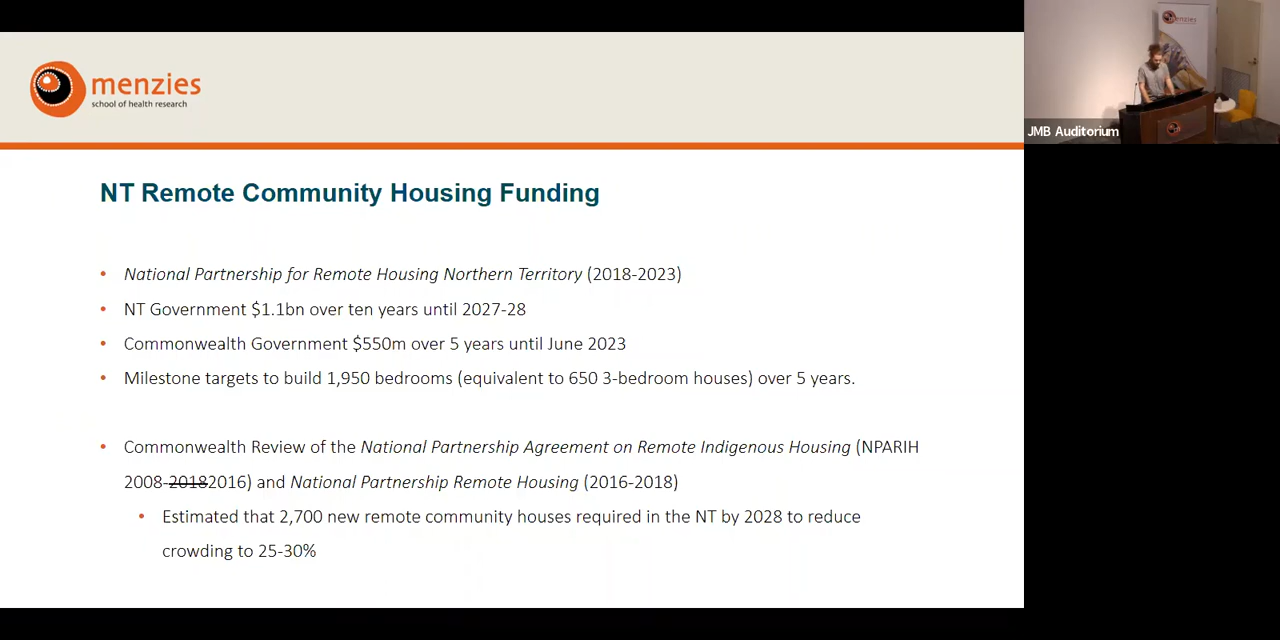 menzies
school of health research
NT Remote Community Housing Funding
• National Partnership for Remote Housing Northern Territory (2018-2023)
• NT Government $1.1bn over ten years until 2027-28
• Commonwealth Government $550m over 5 years until June 2023
• Milestone targets to build 1,950 bedrooms (equivalent to 650 3-bedroom houses) over 5 years.
• Commonwealth Review of the National Partnership Agreement on Remote Indigenous Housing (NPARIH
2008-20182016) and National Partnership Remote Housing (2016-2018)
• Estimated that 2,700 new remote community houses required in the NT by 2028 to reduce
crowding to 25-30%
menzies
JMB Auditorium